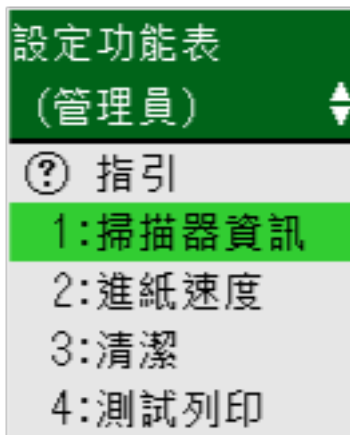 設定功能表
(管理員)
? 指引
1:掃描器資訊
2:進紙速度
3:清潔
4:測試列印